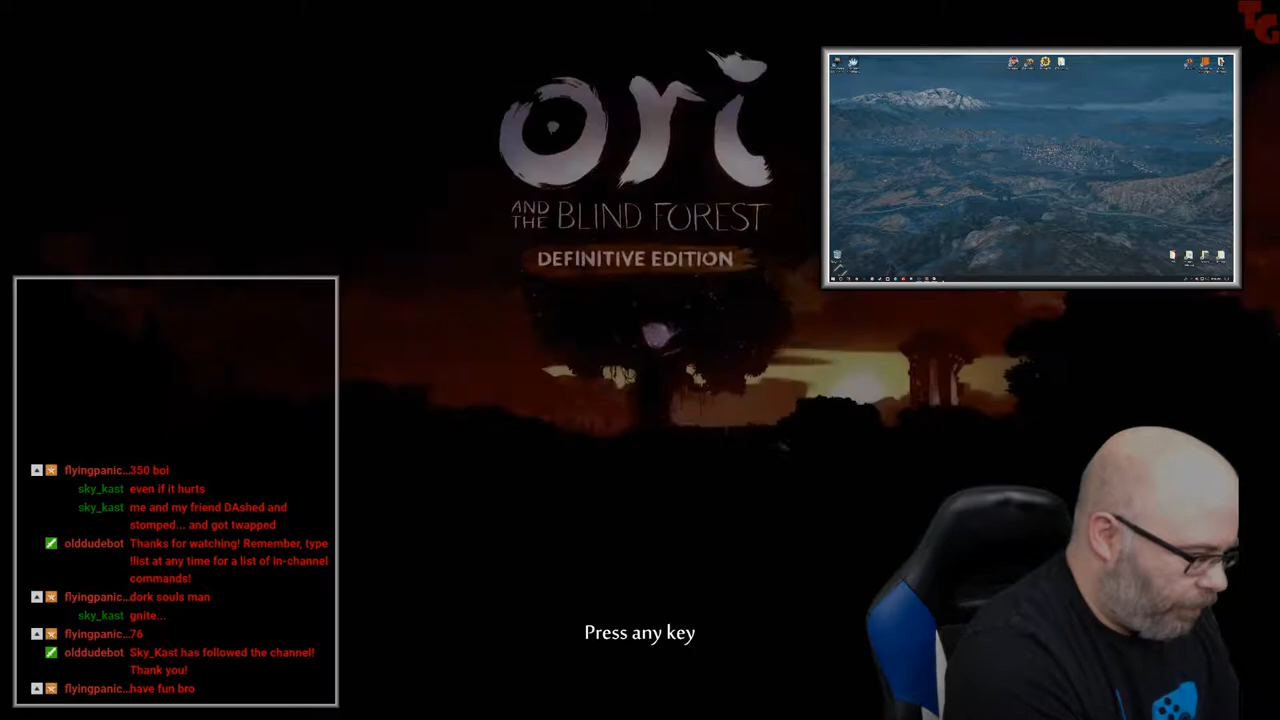 TG
ori
AND THE BLIND FOREST
DEFINITIVE EDITION
flyingpanic...350 boi
sky_kast even if it hurts
sky_kast me and my friend DAshed and
stomped... and got twapped
olddudebot Thanks for watching! Remember, type
!list at any time for a list of in-channel
commands!
flyingpanic...dork souls man
sky_kast gnite...
flyingpanic...76
olddudebot Sky_Kast has followed the channel!
Thank you!
flyingpanic...have fun bro
Press any key